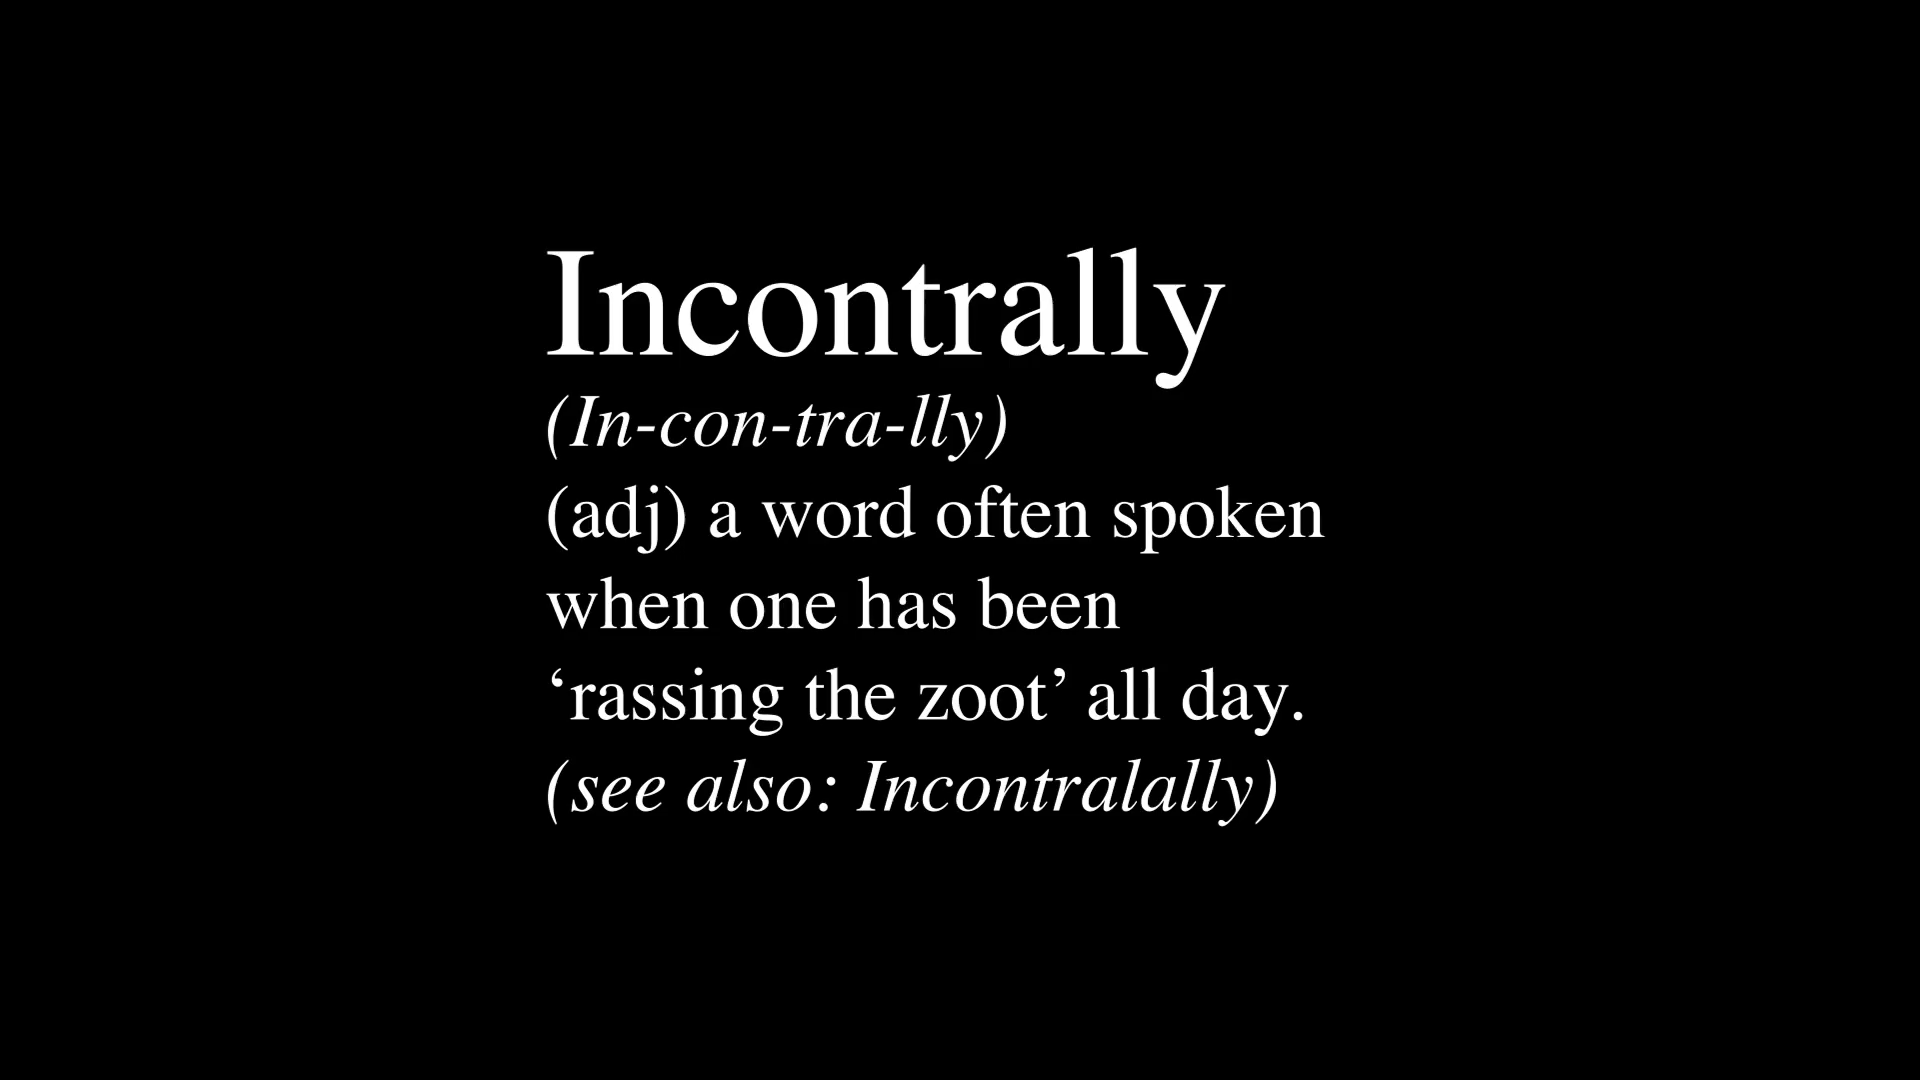 Incontrally
(In-con-tra-lly)
(adj) a word often spoken
when one has been
‘rassing the zoot’ all day.
(see also: Incontralally)